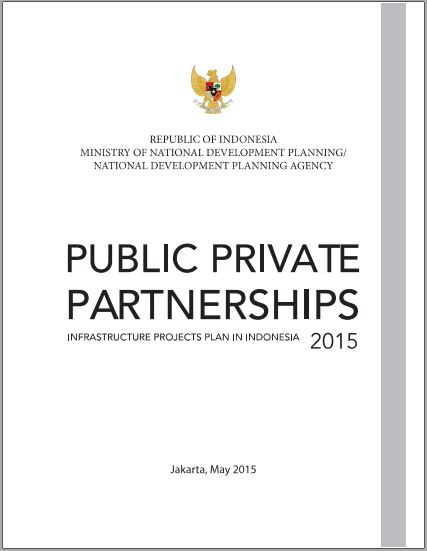 REPUBLIC OF INDONESIA
MINISTRY OF NATIONAL DEVELOPMENT PLANNING/
NATIONAL DEVELOPMENT PLANNING AGENCY
PUBLIC PRIVATE
PARTNERSHIPS
INFRASTRUCTURE PROJECTS PLAN IN INDONESIA 2015
Jakarta, May 2015